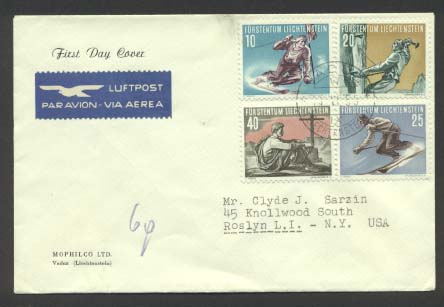 First Day Cover
LUFTPOST
PAR AVION - VIA AEREA
FÜRSTENTUM LIECHTENSTEIN
10
FÜRSTENTUM LIECHTENSTEIN
20
FÜRSTENTUM LIECHTENSTEIN
40
FÜRSTENTUM LIECHTENSTEIN
25
Mr. Clyde J. Sarzin
45 Knollwood South
Roslyn L.I. - N.Y. USA
6p
MOPHILCO LTD.
Vaduz (Liechtenstein)